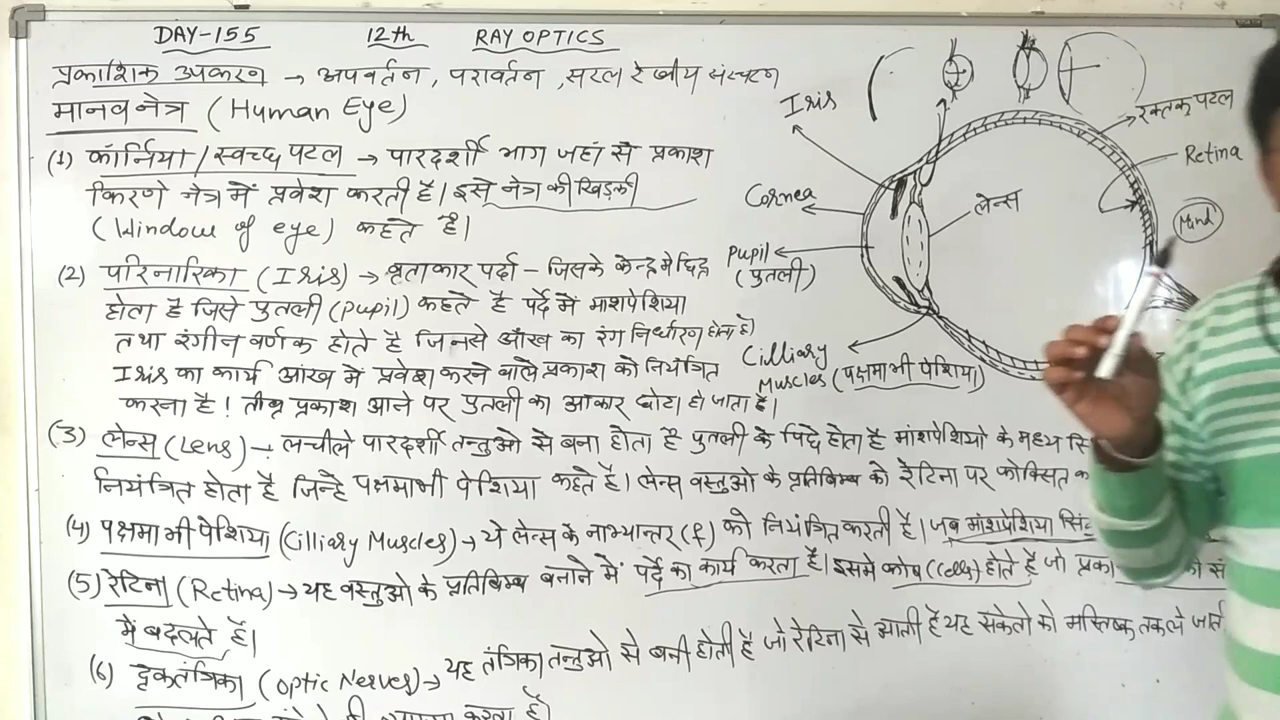 DAY-155 12th RAY OPTICS
प्रकाशिक उपकरण → अपवर्तन, परावर्तन, सरल रेखीय संचरण
मानव नेत्र (Human Eye)
(1) कॉर्निया / स्वच्छ पटल → पारदर्शी भाग जहां से प्रकाश
किरणे नेत्र में प्रवेश करती है। इसे नेत्र की खिड़की
(Window of eye) कहते है।
(2) परिनारिका (Iris) → वृताकार पर्दा - जिसके केन्द्र मे छिद्र
होता है जिसे पुतली (Pupil) कहते है पर्दे में मांशपेशिया
तथा रंगीन वर्णक होते है जिनसे आँख का रंग निर्धारण होता है)
Iris का कार्य आंख में प्रवेश करने वाले प्रकाश को नियंत्रित
करना है! तीव्र प्रकाश आने पर पुतली का आकार छोटा हो जाता है।
(3) लेन्स (Lens) → लचीले पारदर्शी तन्तुओ से बना होता है पुतली के पिछे होता है मांशपेशियो के मध्य
नियंत्रित होता है जिन्हे पक्षमाभी पेशिया कहते है। लेन्स वस्तुओ के प्रतिबिम्ब को रेटिना पर
(4) पक्षमाभी पेशिया (Cilliary Muscles) → ये लेन्स के नाभ्यान्तर (f) को नियंत्रित करती है। जब मांशपेशिया
(5) रेटिना (Retina) → यह वस्तुओ के प्रतिबिम्ब बनाने में पर्दे का कार्य करता है। इसमे कोष (Cells) होते है जो
में बदलते है।
(6) दृकतंत्रिका (Optic Nerves) → यह तंत्रिका तन्तुओ से बनी होती है जो रेटिना से आती है यह संकेतो को मस्तिष्क तक ले
करता है।
Iris
Cornea
Pupil
(पुतली)
Cilliary
Muscles (पक्षमाभी पेशिया)
लेन्स
रक्तक पटल
Retina
Mind